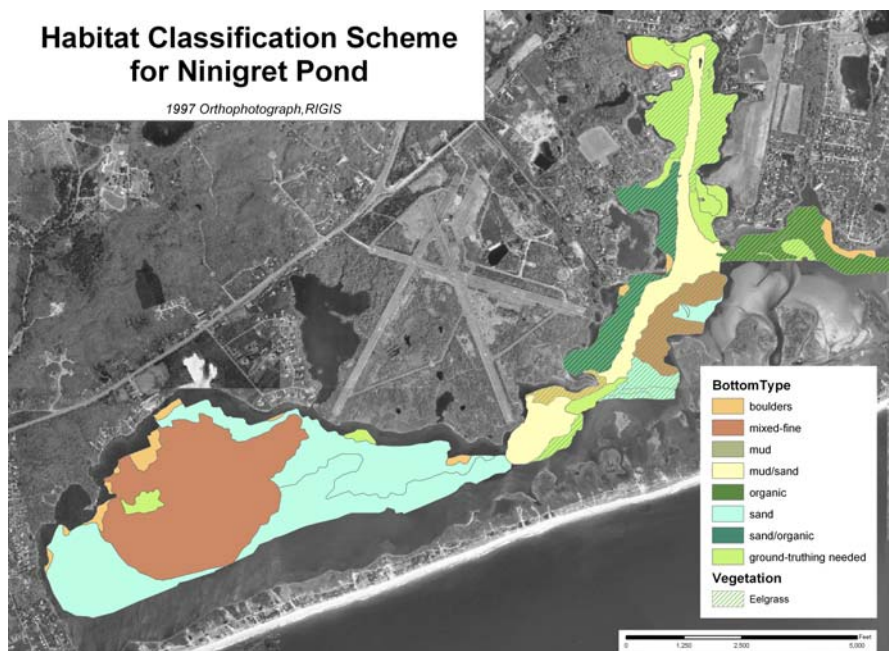 Habitat Classification Scheme
for Ninigret Pond
1997 Orthophotograph,RIGIS
BottomType
boulders
mixed-fine
mud
mud/sand
organic
sand
sand/organic
ground-truthing needed
Vegetation
Eelgrass
Feet
0 1,250 2,500 5,000